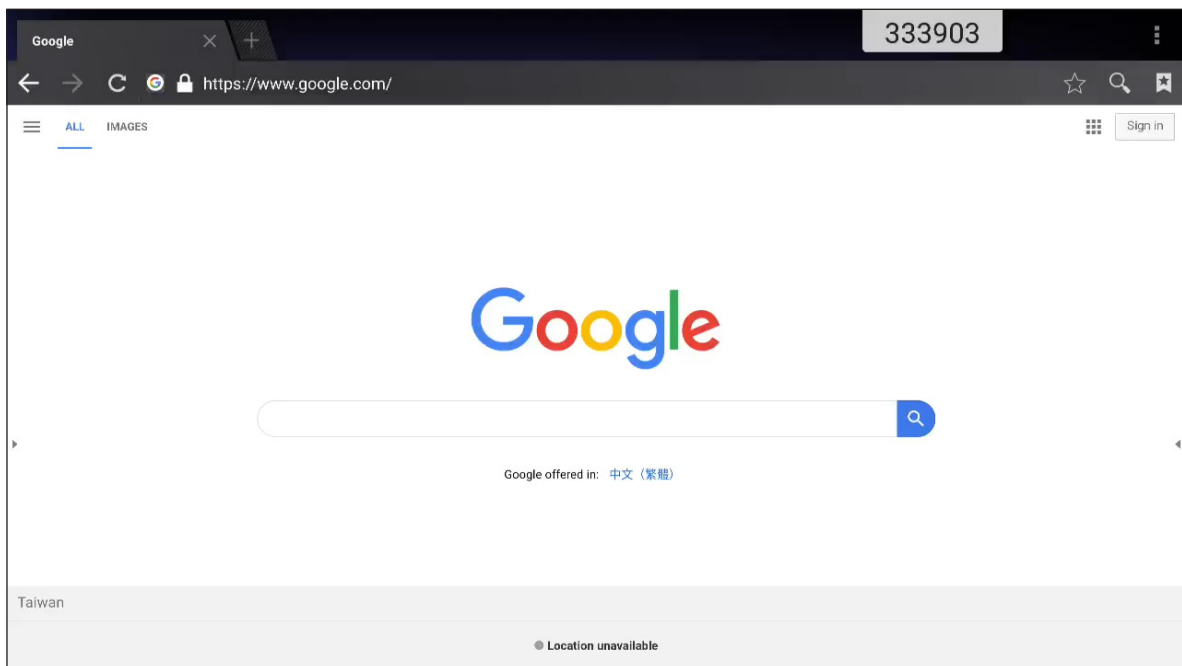 Google
333903
https://www.google.com/
ALL IMAGES
Sign in
Google
Google offered in: 中文（繁體）
Taiwan
Location unavailable